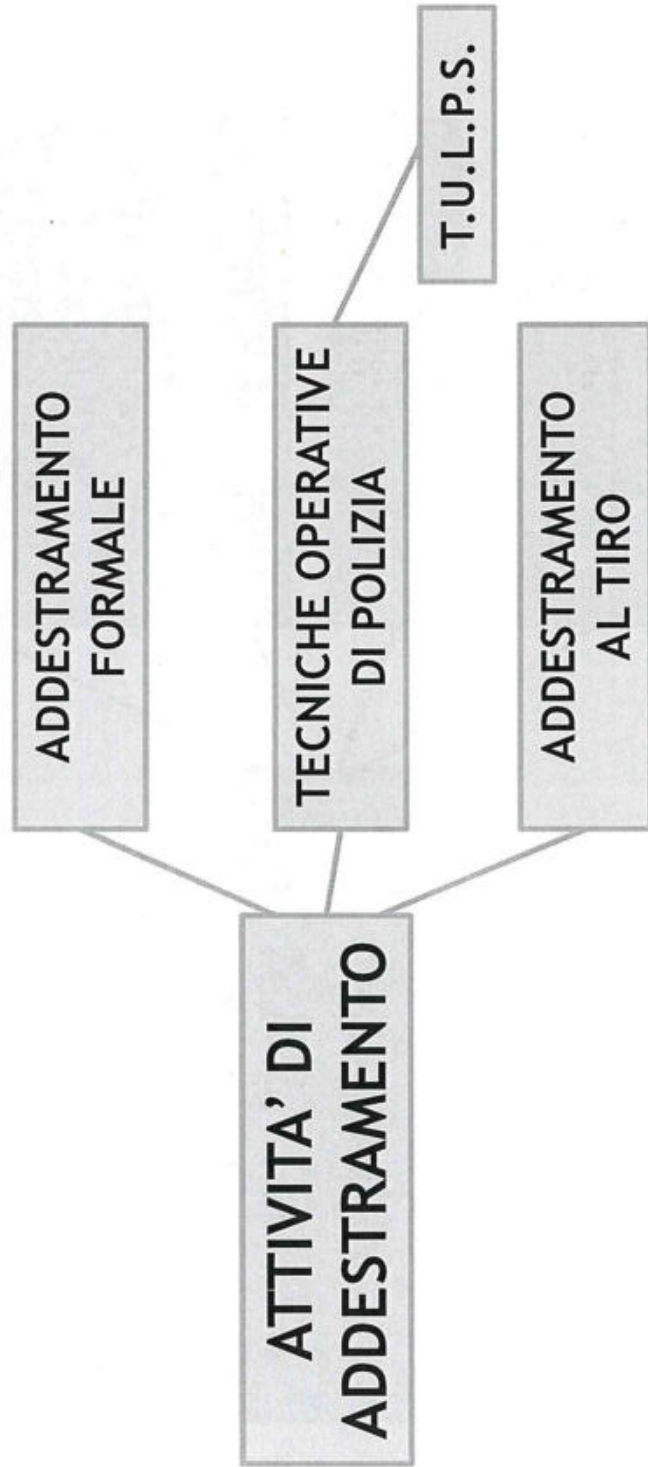 ATTIVITA' DI
ADDESTRAMENTO
ADDESTRAMENTO
FORMALE
TECNICHE OPERATIVE
DI POLIZIA
T.U.L.P.S.
ADDESTRAMENTO
AL TIRO